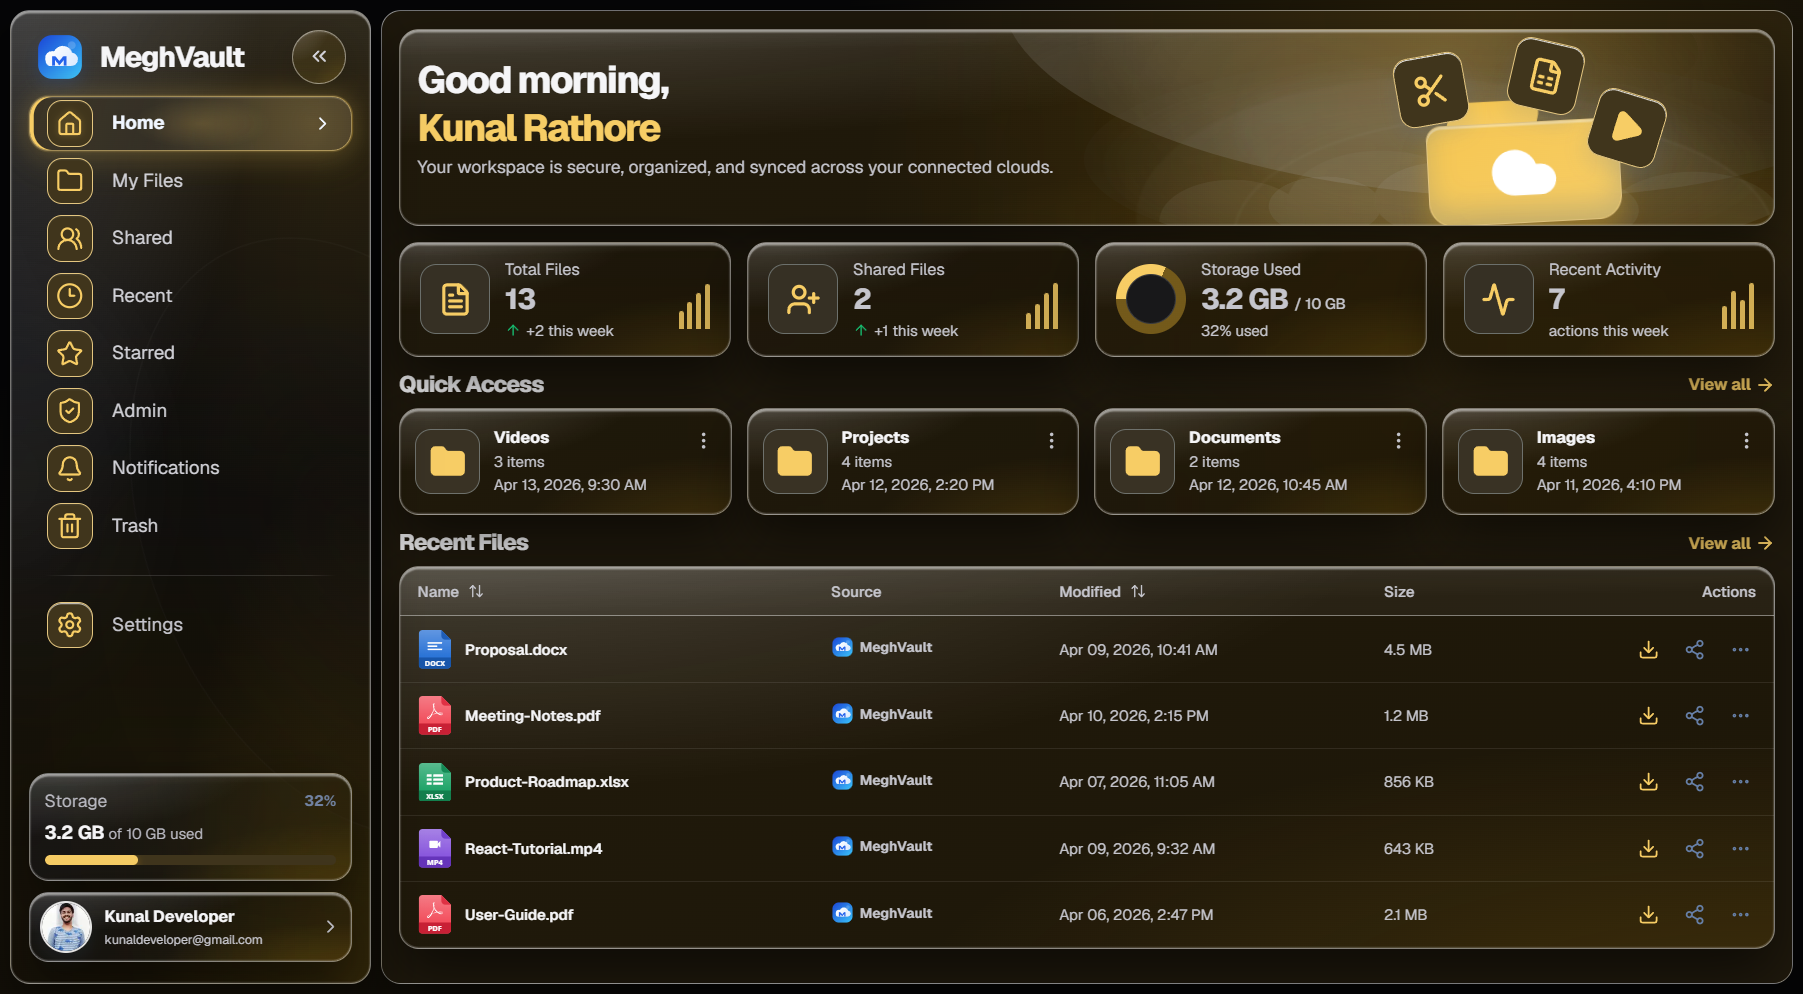 MeghVault
Home
My Files
Shared
Recent
Starred
Admin
Notifications
Trash
Settings
Storage 32%
3.2 GB of 10 GB used
Kunal Developer
kunaldeveloper@gmail.com
Good morning,
Kunal Rathore
Your workspace is secure, organized, and synced across your connected clouds.
Total Files
13
+2 this week
Shared Files
2
+1 this week
Storage Used
3.2 GB / 10 GB
32% used
Recent Activity
7
actions this week
Quick Access View all
Videos
3 items
Apr 13, 2026, 9:30 AM
Projects
4 items
Apr 12, 2026, 2:20 PM
Documents
2 items
Apr 12, 2026, 10:45 AM
Images
4 items
Apr 11, 2026, 4:10 PM
Recent Files View all
Name Source Modified Size Actions
DOCX Proposal.docx M MeghVault Apr 09, 2026, 10:41 AM 4.5 MB
PDF Meeting-Notes.pdf M MeghVault Apr 10, 2026, 2:15 PM 1.2 MB
XLSX Product-Roadmap.xlsx M MeghVault Apr 07, 2026, 11:05 AM 856 KB
MP4 React-Tutorial.mp4 M MeghVault Apr 09, 2026, 9:32 AM 643 KB
PDF User-Guide.pdf M MeghVault Apr 06, 2026, 2:47 PM 2.1 MB